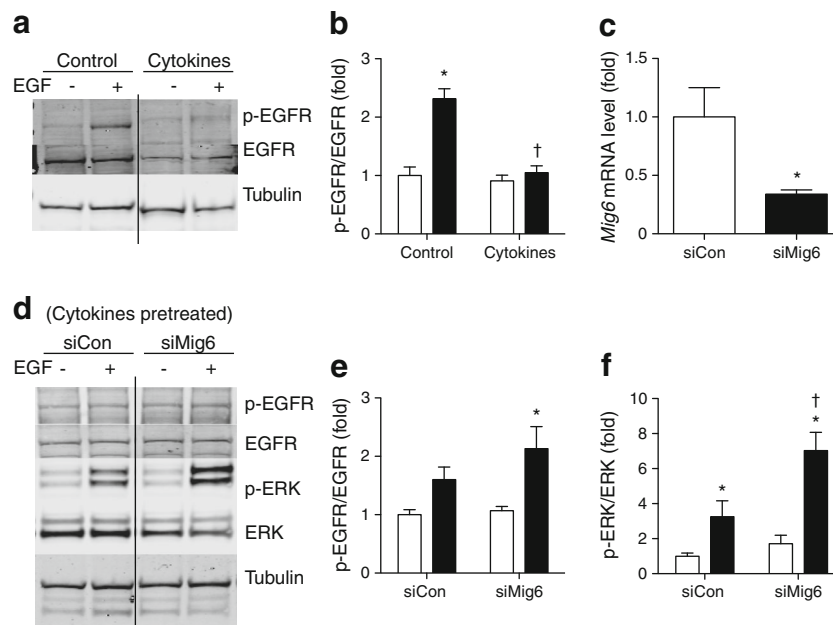 a
Control Cytokines
EGF - + - +
p-EGFR
EGFR
Tubulin
b
p-EGFR/EGFR (fold)
3
2
1
0
*
†
Control Cytokines
c
Mig6 mRNA level (fold)
1.5
1.0
0.5
0
*
siCon siMig6
d (Cytokines pretreated)
siCon siMig6
EGF - + - +
p-EGFR
EGFR
p-ERK
ERK
Tubulin
e
p-EGFR/EGFR (fold)
3
2
1
0
*
siCon siMig6
f
p-ERK/ERK (fold)
10
8
6
4
2
0
*
†
*
siCon siMig6